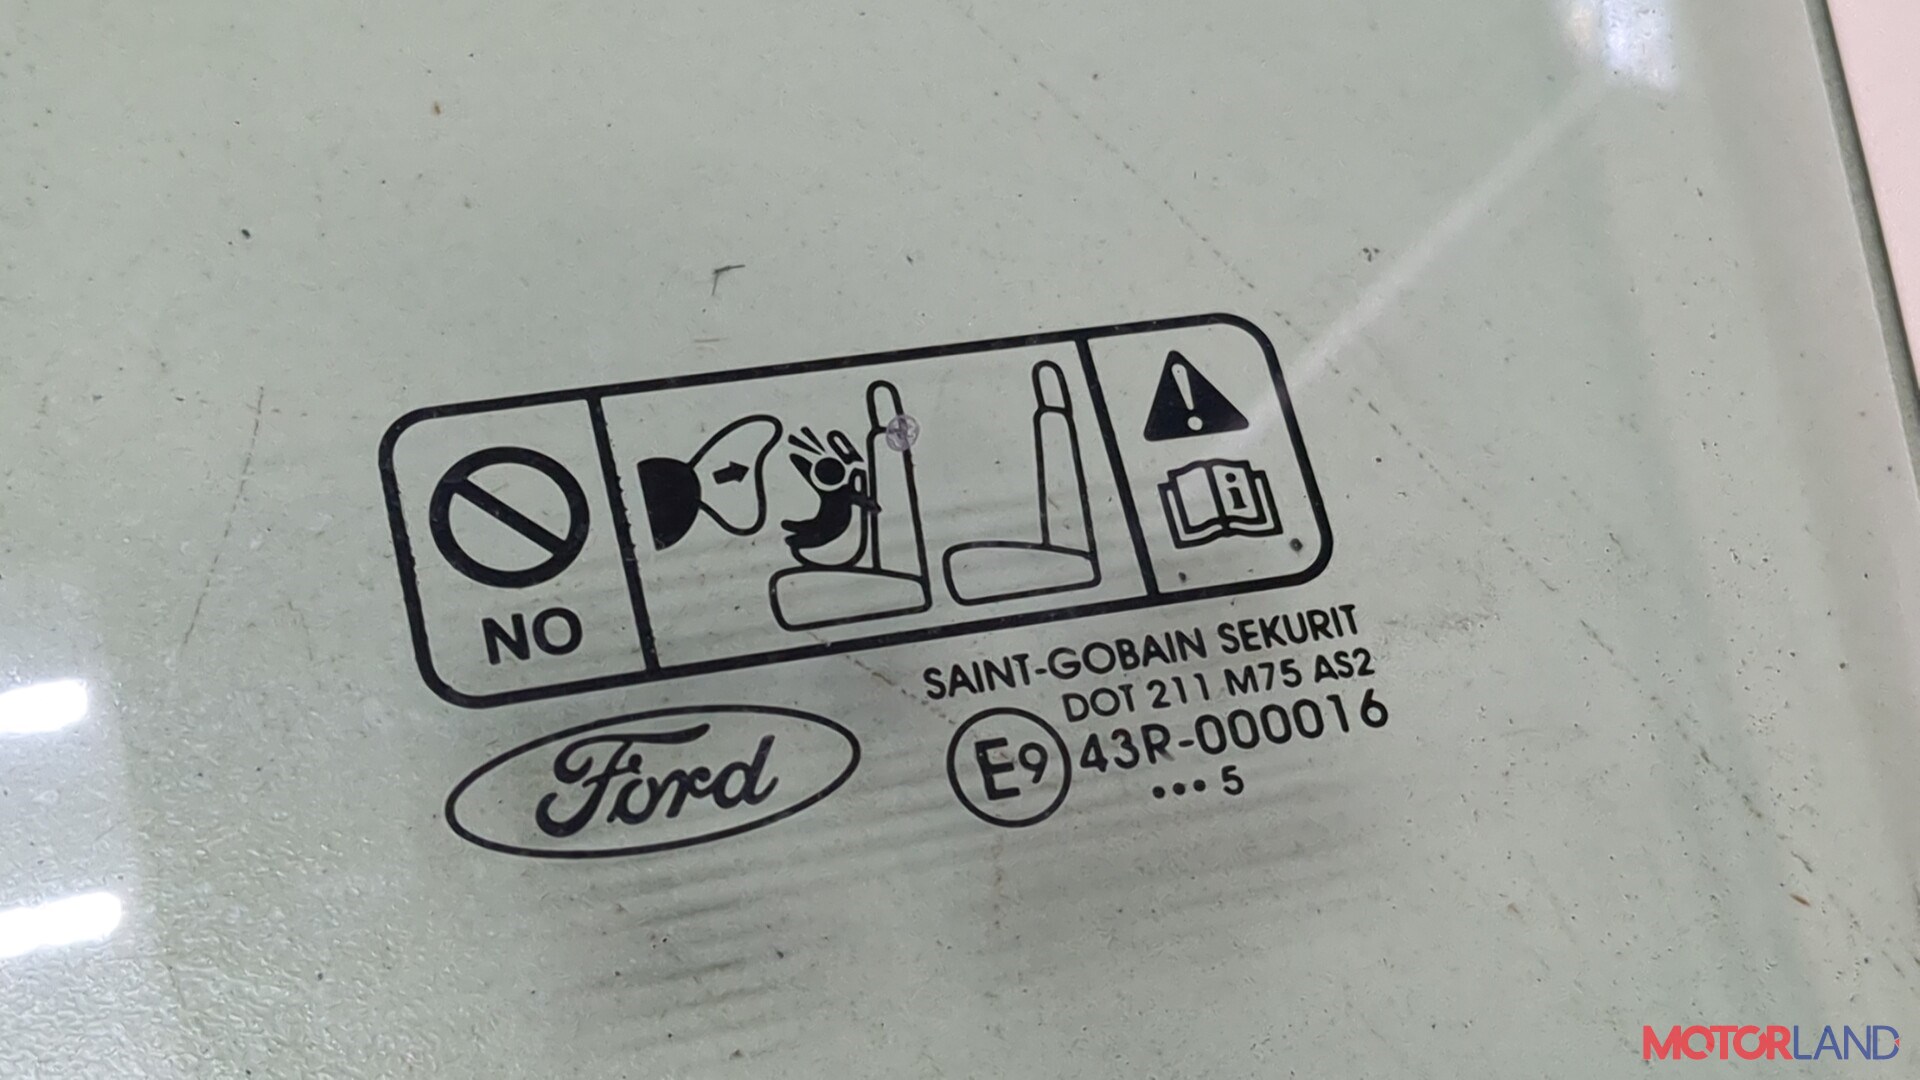 NO
SAINT-GOBAIN SEKURIT
DOT 211 M75 AS2
E9 43R-000016
••• 5
Ford
MOTORLAND